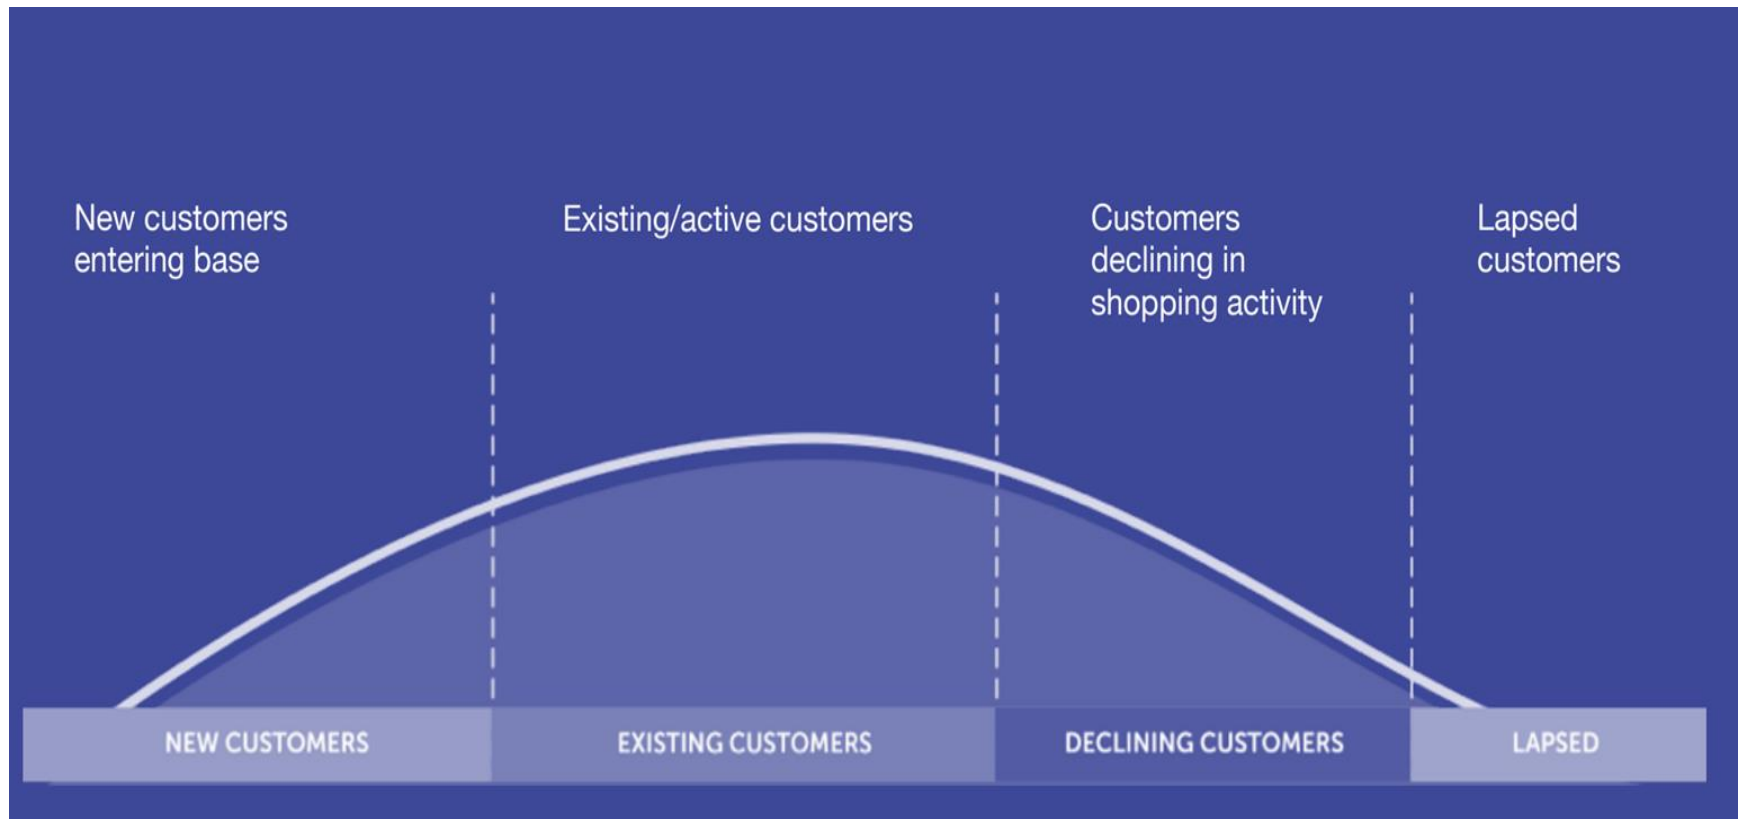 New customers
entering base
Existing/active customers
Customers
declining in
shopping activity
Lapsed
customers
NEW CUSTOMERS
EXISTING CUSTOMERS
DECLINING CUSTOMERS
LAPSED